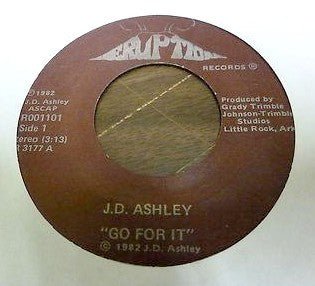 ERUPTION
RECORDS ®
℗ 1982
J.D. Ashley
ASCAP
R001101
Side 1
tereo (3:13)
3177 A
Produced by
Grady Trimble
Johnson-Trimble
Studios
Little Rock, Ark
J.D. ASHLEY
"GO FOR IT"
© 1982 J.D. Ashley